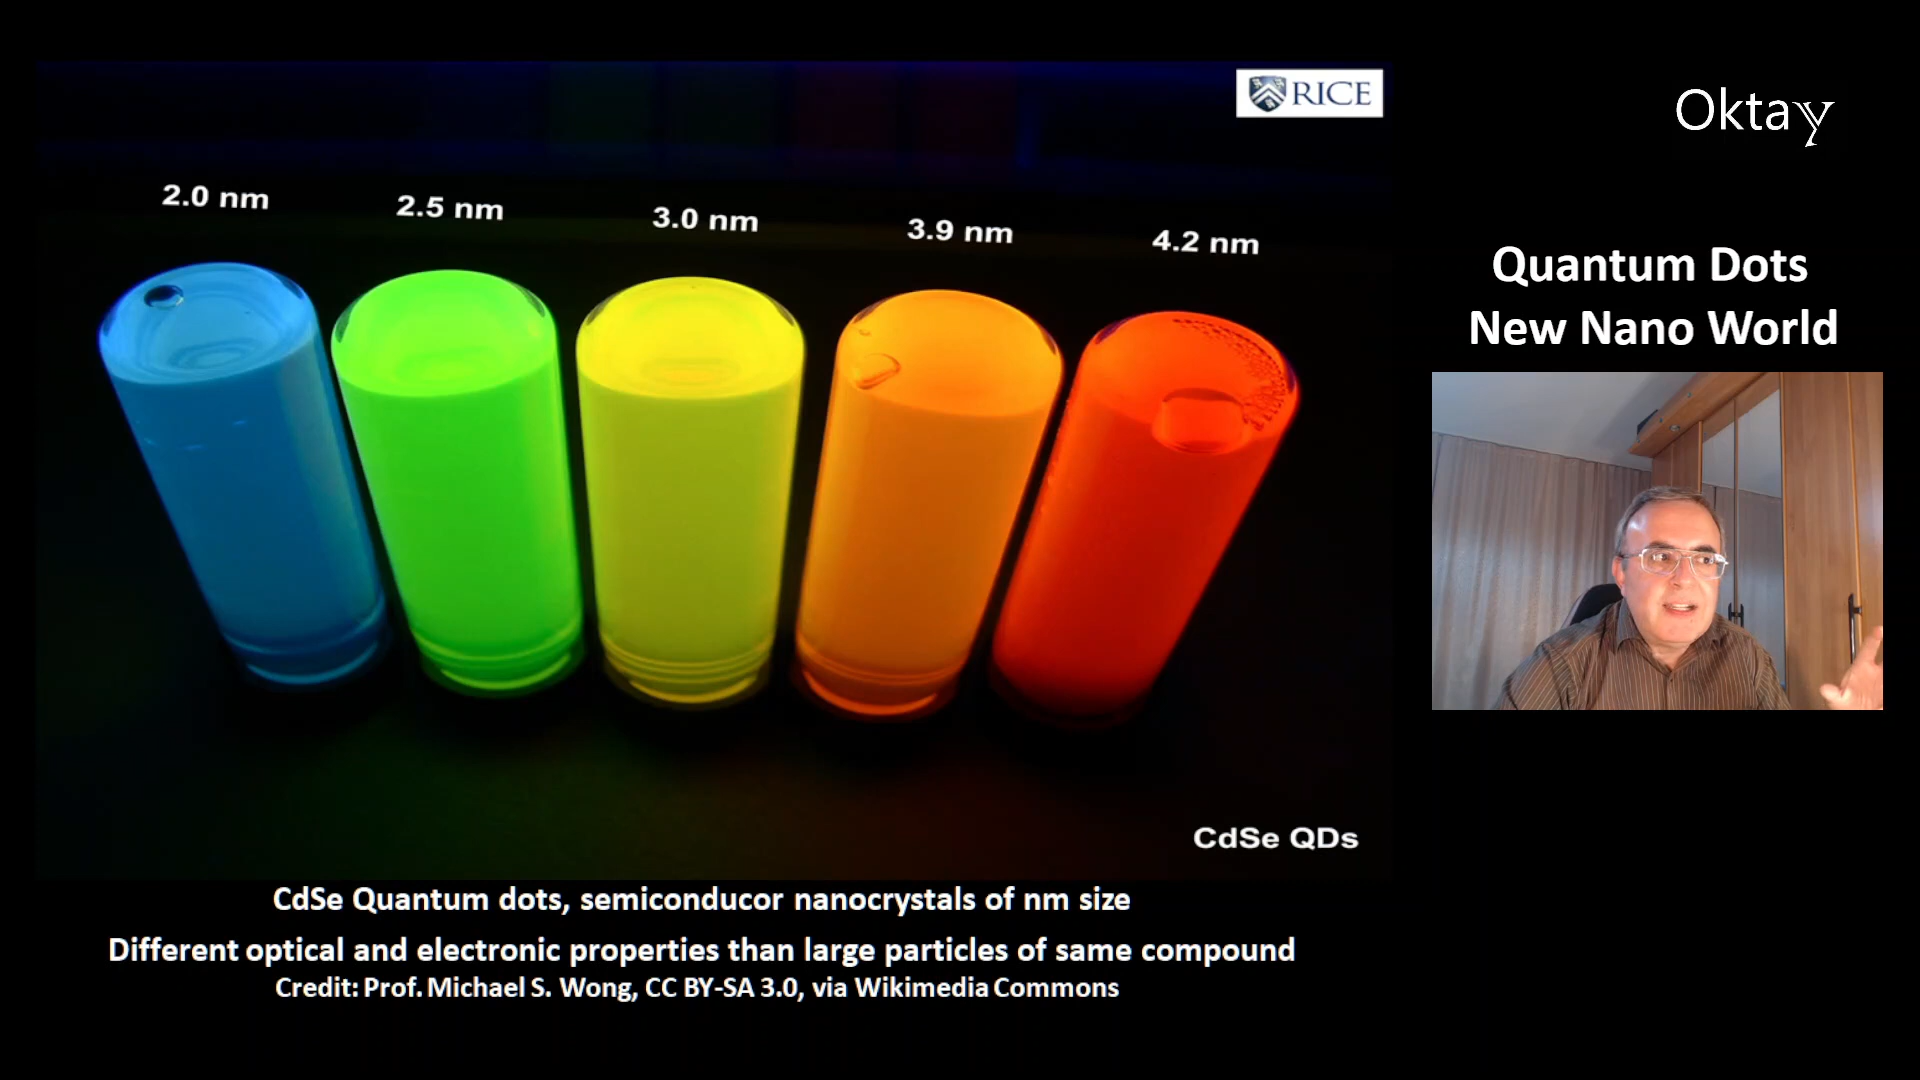 RICE
Oktay
2.0 nm
2.5 nm
3.0 nm
3.9 nm
4.2 nm
Quantum Dots
New Nano World
CdSe QDs
CdSe Quantum dots, semiconducor nanocrystals of nm size
Different optical and electronic properties than large particles of same compound
Credit: Prof. Michael S. Wong, CC BY-SA 3.0, via Wikimedia Commons